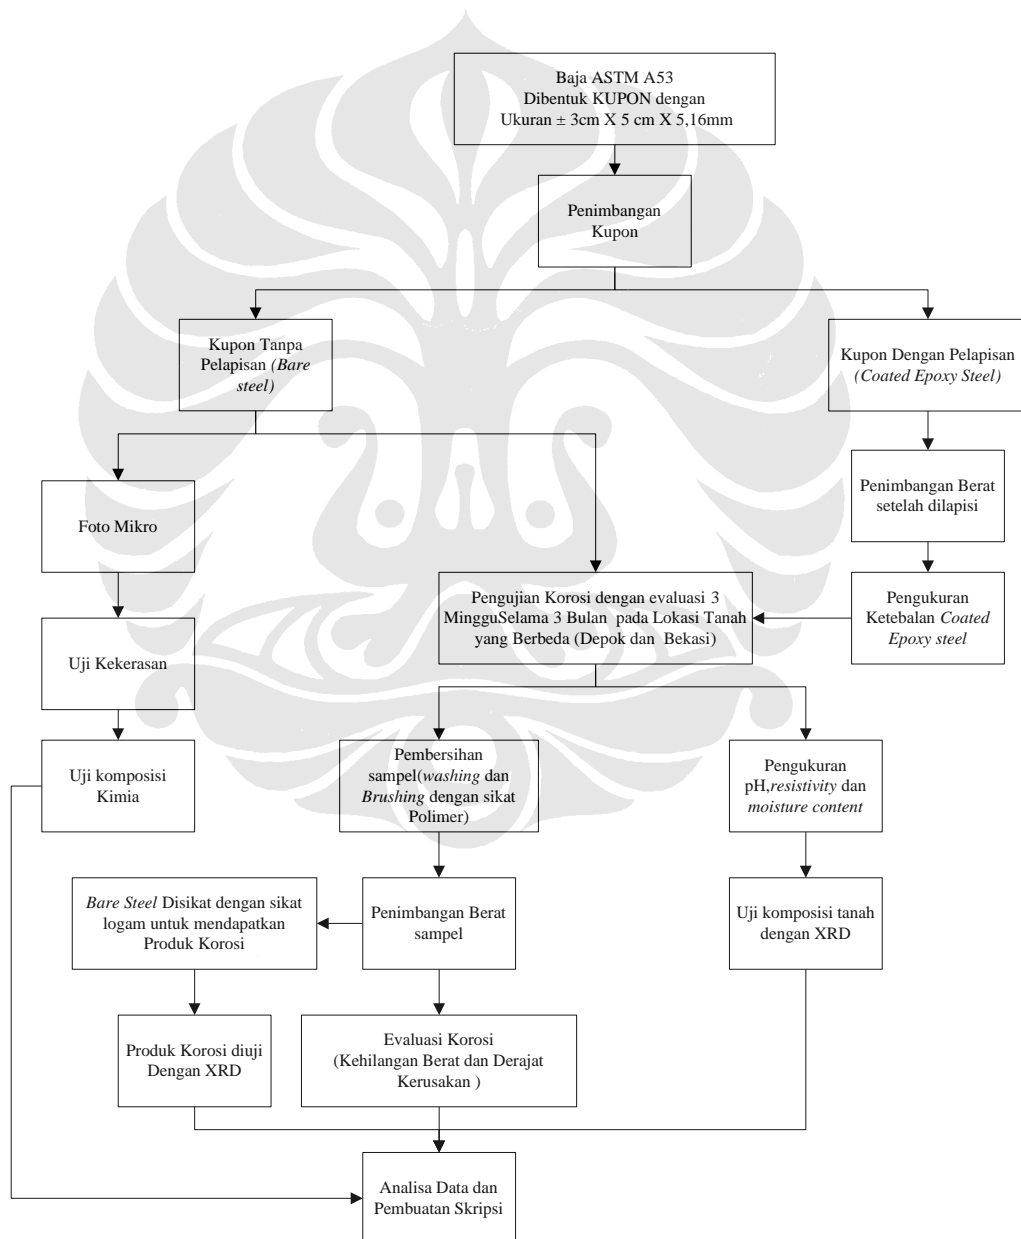 Baja ASTM A53
Dibentuk KUPON dengan
Ukuran ± 3cm X 5 cm X 5,16mm
Penimbangan
Kupon
Kupon Tanpa
Pelapisan (Bare
steel)
Kupon Dengan Pelapisan
(Coated Epoxy Steel)
Foto Mikro
Penimbangan Berat
setelah dilapisi
Pengujian Korosi dengan evaluasi 3
MingguSelama 3 Bulan  pada Lokasi Tanah
yang Berbeda (Depok dan  Bekasi)
Pengukuran
Ketebalan Coated
Epoxy steel
Uji Kekerasan
Uji komposisi
Kimia
Pembersihan
sampel(washing dan
Brushing dengan sikat
Polimer)
Pengukuran
pH,resistivity dan
moisture content
Bare Steel Disikat dengan sikat
logam untuk mendapatkan
Produk Korosi
Penimbangan Berat
sampel
Uji komposisi tanah
dengan XRD
Produk Korosi diuji
Dengan XRD
Evaluasi Korosi
(Kehilangan Berat dan Derajat
Kerusakan )
Analisa Data dan
Pembuatan Skripsi